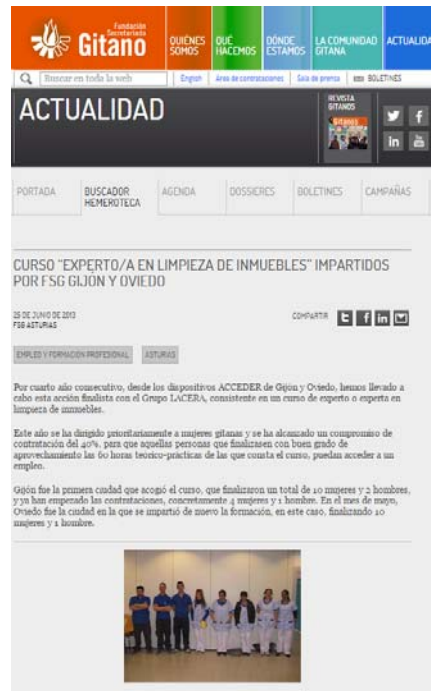 Fundación
Secretariado
Gitano
QUIÉNES
SOMOS
QUÉ
HACEMOS
DÓNDE
ESTAMOS
LA COMUNIDAD
GITANA
ACTUALIDA
Buscar en toda la web
English
Area de contrataciones
Sala de prensa
BOLETINES
ACTUALIDAD
REVISTA
GITANOS
Gitanos
PORTADA
BUSCADOR
HEMEROTECA
AGENDA
DOSSIERES
BOLETINES
CAMPAÑAS
CURSO "EXPERTO/A EN LIMPIEZA DE INMUEBLES" IMPARTIDOS
POR FSG GIJÓN Y OVIEDO
25 DE JUNIO DE 2013
FSG ASTURIAS
COMPARTIR
EMPLEO Y FORMACIÓN PROFESIONAL
ASTURIAS
Por cuarto año consecutivo, desde los dispositivos ACCEDER de Gijon y Oviedo, hemos llevado a
cabo esta acción finalista con el Grupo LACERA, consistente en un curso de experto o experta en
limpieza de inmuebles.
Este año se ha dirigido prioritariamente a mujeres gitanas y se ha alcanzado un compromiso de
contratación del 40%, para que aquellas personas que finalizasen con buen grado de
aprovechamiento las 60 horas teórico-prácticas de las que consta el curso, puedan acceder a un
empleo.
Gijón fue la primera ciudad que acogió el curso, que finalizaron un total de 10 mujeres y 2 hombres,
y ya han empezado las contrataciones, concretamente 4 mujeres y 1 hombre. En el mes de mayo,
Oviedo fue la ciudad en la que se impartió de nuevo la formación, en este caso, finalizando 10
mujeres y 1 hombre.